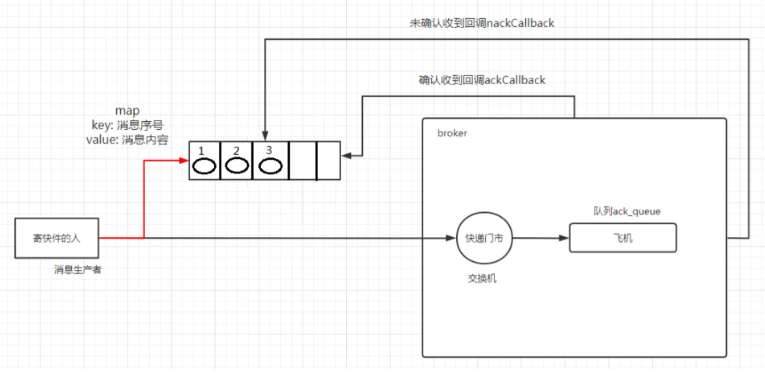 未确认收到回调nackCallback
确认收到回调ackCallback
map
key: 消息序号
value: 消息内容
1 2 3
broker
队列ack_queue
寄快件的人
快递门市
飞机
消息生产者
交换机